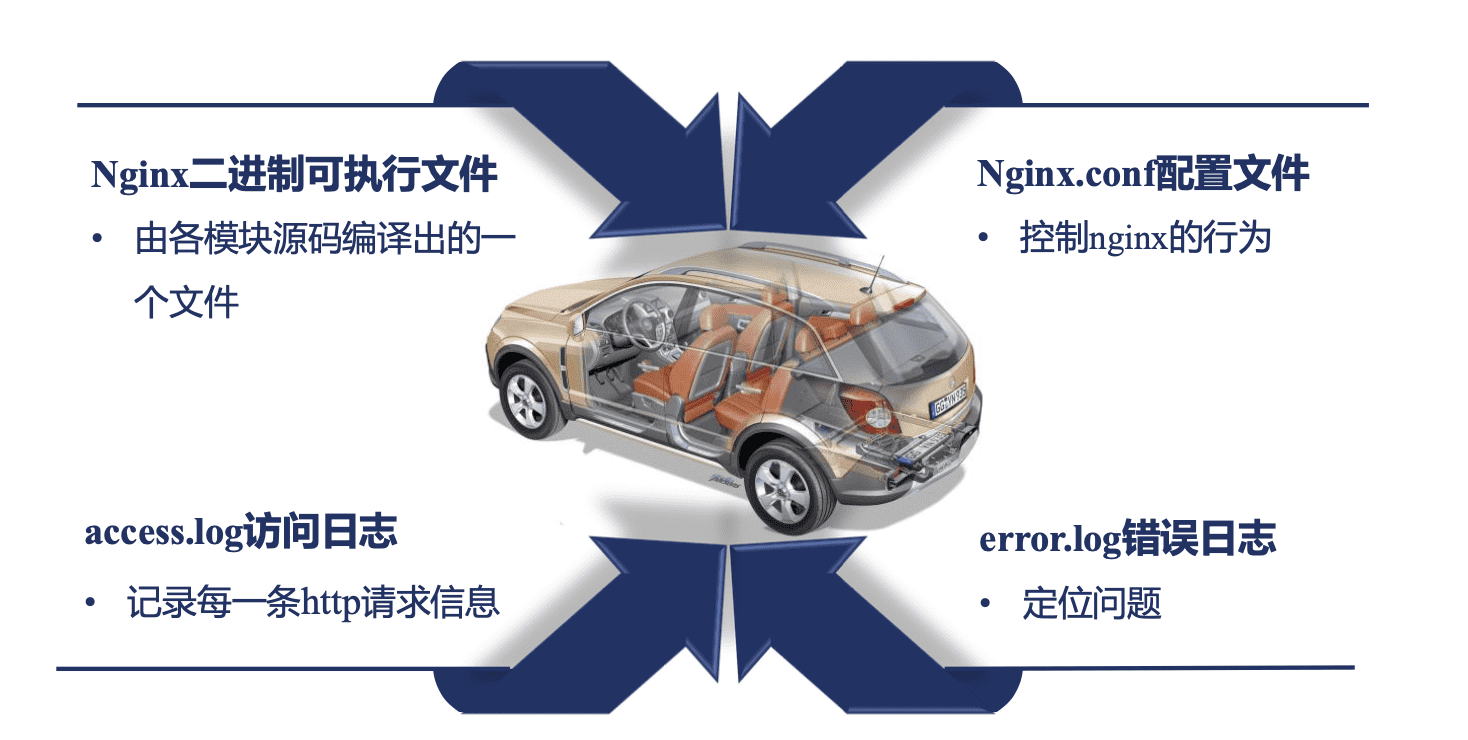 Nginx二进制可执行文件
• 由各模块源码编译出的一
个文件
Nginx.conf配置文件
• 控制nginx的行为
access.log访问日志
• 记录每一条http请求信息
error.log错误日志
• 定位问题